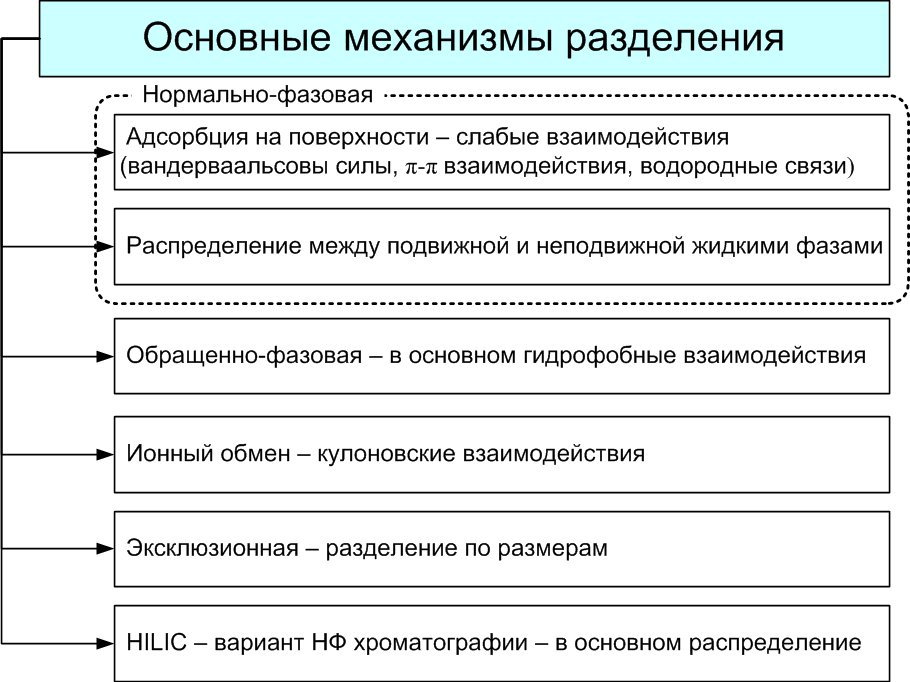 Основные механизмы разделения
Нормально-фазовая
Адсорбция на поверхности – слабые взаимодействия
(вандерваальсовы силы, π-π взаимодействия, водородные связи)
Распределение между подвижной и неподвижной жидкими фазами
Обращенно-фазовая – в основном гидрофобные взаимодействия
Ионный обмен – кулоновские взаимодействия
Эксклюзионная – разделение по размерам
HILIC – вариант НФ хроматографии – в основном распределение